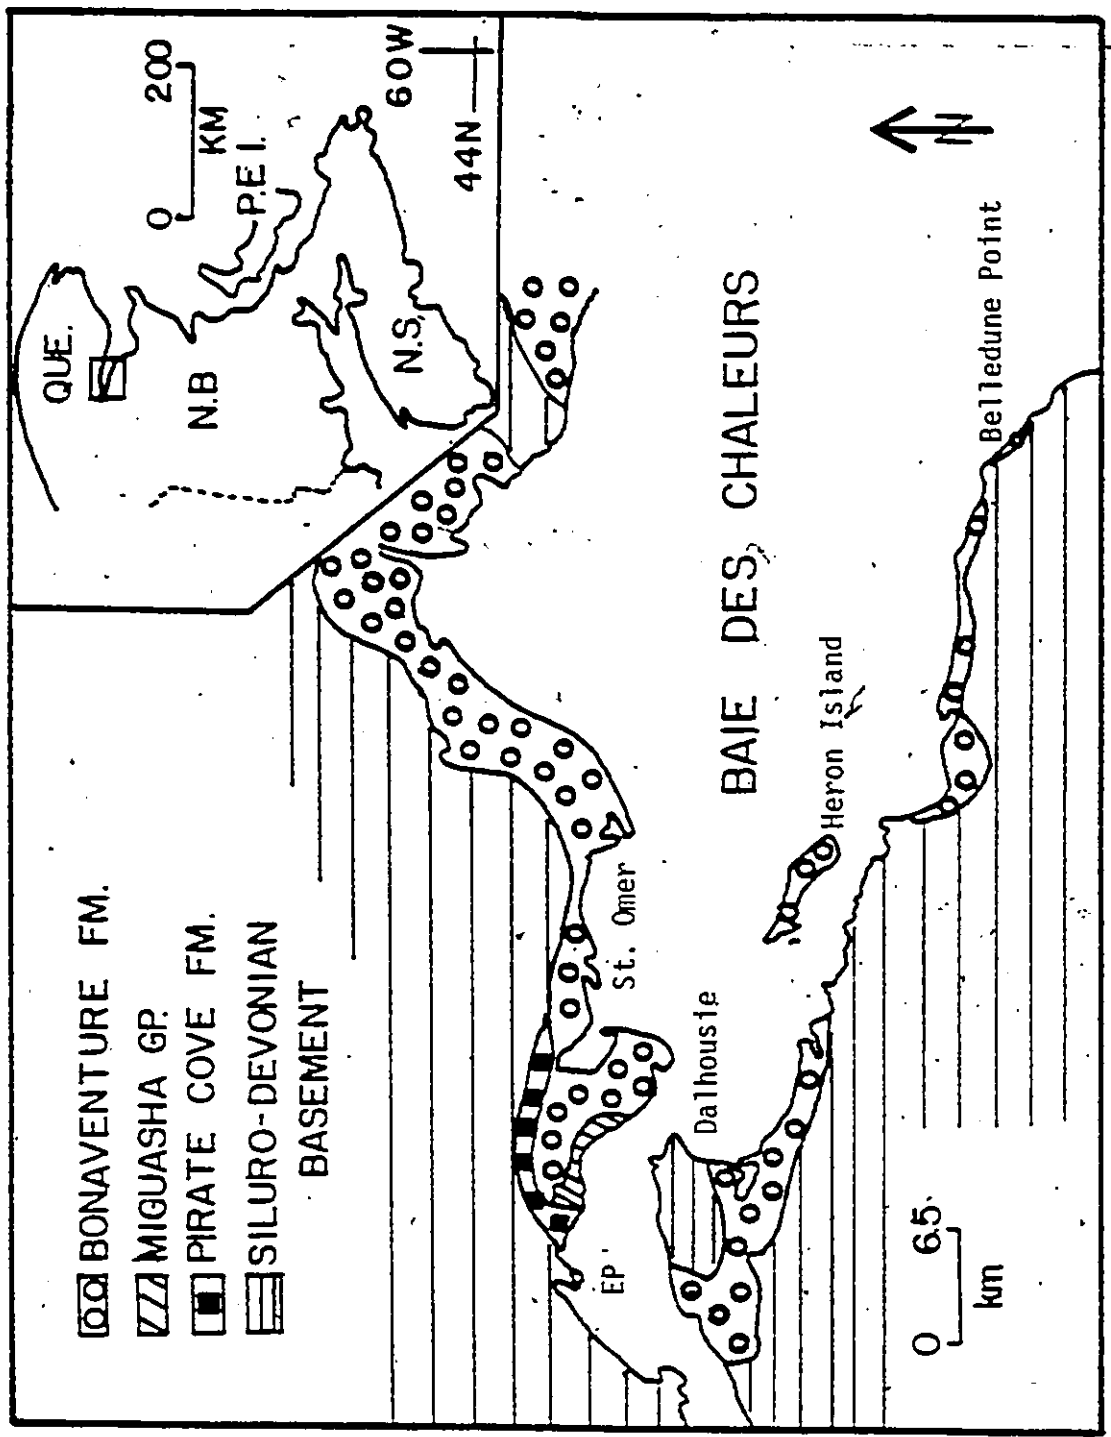 BONAVENTURE FM.
MIGUASHA GP.
PIRATE COVE FM.
SILURO-DEVONIAN
BASEMENT
QUE.
N.B
P.E I.
N.S,
0 200
KM
60W
44N
St. Omer
EP'
Dalhousie
BAIE DES CHALEURS
Heron Island
Belledune Point
N
0 6.5
km